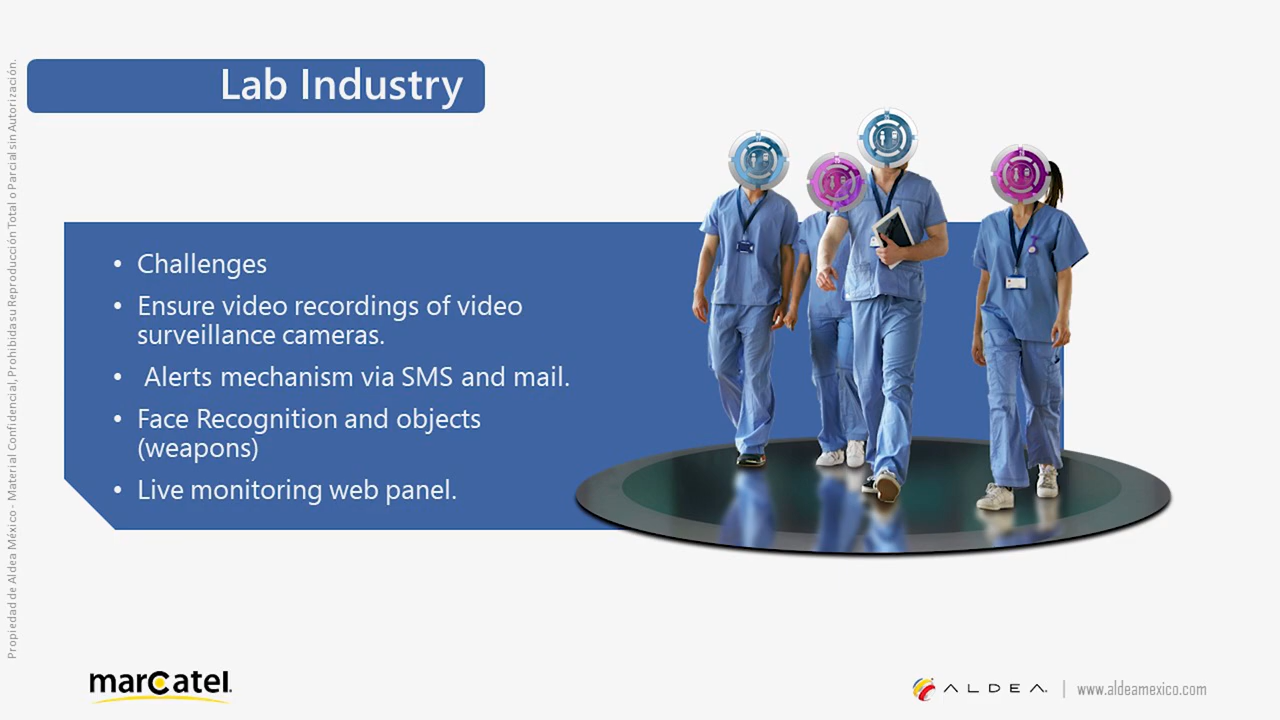 Lab Industry
• Challenges
• Ensure video recordings of video
surveillance cameras.
• Alerts mechanism via SMS and mail.
• Face Recognition and objects
(weapons)
• Live monitoring web panel.
Propiedad de Aldea México - Material Confidencial, Prohibida su Reproducción Total o Parcial sin Autorización.
marCatel.
ALDEA. | www.aldeamexico.com